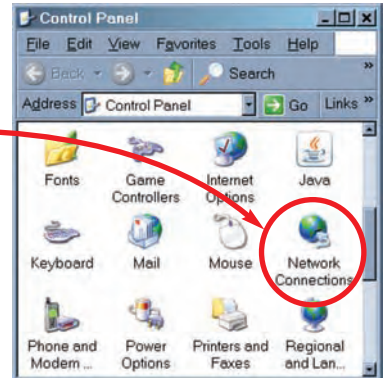 Control Panel
File Edit View Favorites Tools Help
Back Search »
Address Control Panel Go Links »
Fonts Game Controllers Internet Options Java
Keyboard Mail Mouse Network Connections
Phone and Modem ... Power Options Printers and Faxes Regional and Lan...